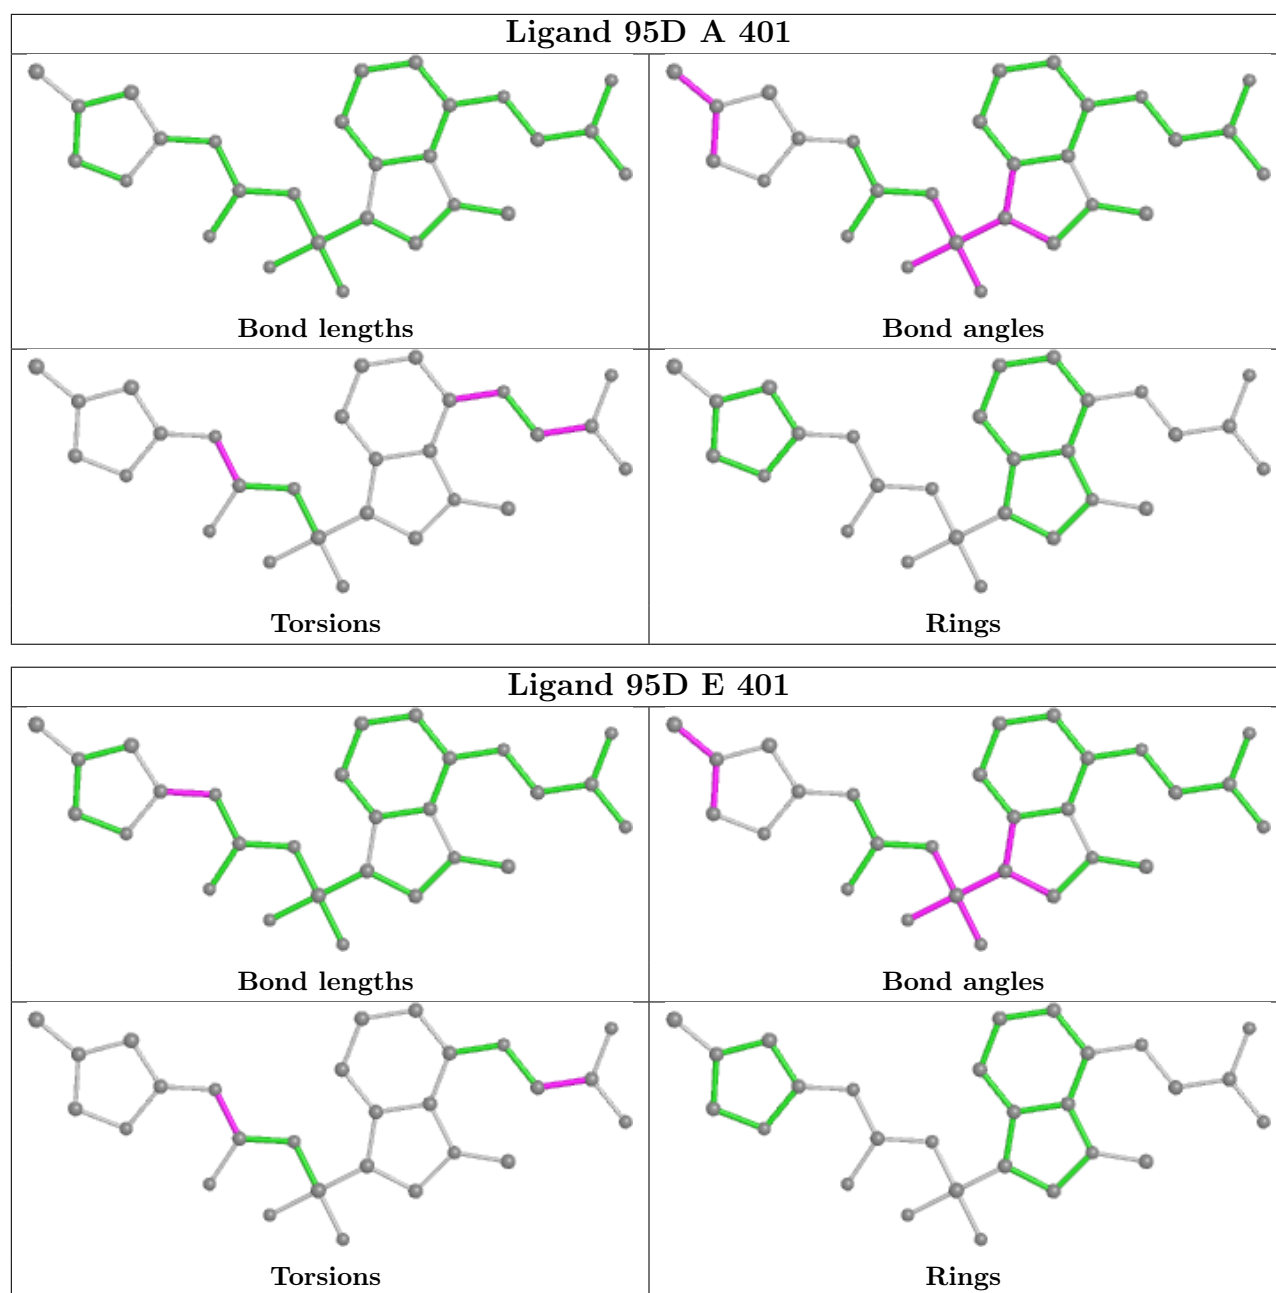 Ligand 95D A 401
Bond lengths
Bond angles
Torsions
Rings
Ligand 95D E 401
Bond lengths
Bond angles
Torsions
Rings